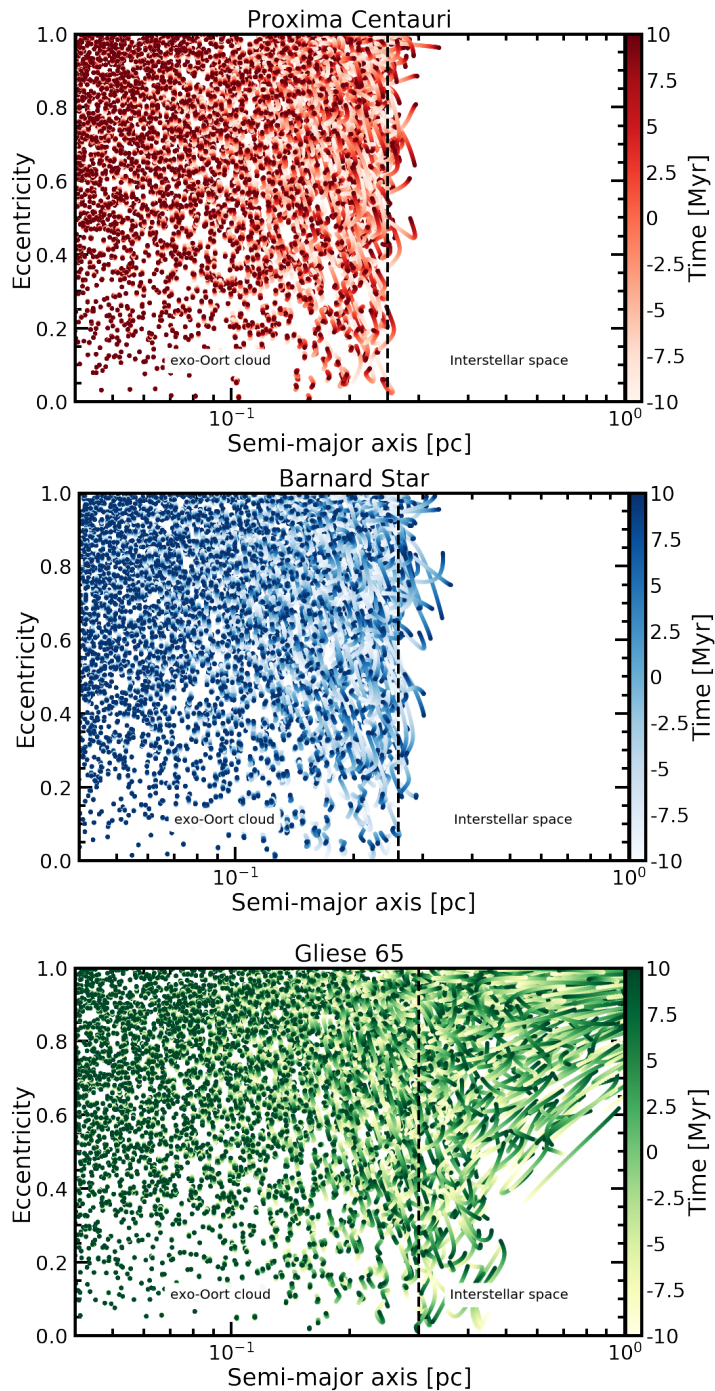 Proxima Centauri
1.0
0.8
0.6
0.4
0.2
0.0
Eccentricity
exo-Oort cloud
Interstellar space
10⁻¹
10⁰
Semi-major axis [pc]
10
7.5
5
2.5
0
-2.5
-5
-7.5
-10
Time [Myr]
Barnard Star
1.0
0.8
0.6
0.4
0.2
0.0
Eccentricity
exo-Oort cloud
Interstellar space
10⁻¹
10⁰
Semi-major axis [pc]
10
7.5
5
2.5
0
-2.5
-5
-7.5
-10
Time [Myr]
Gliese 65
1.0
0.8
0.6
0.4
0.2
0.0
Eccentricity
exo-Oort cloud
Interstellar space
10⁻¹
10⁰
Semi-major axis [pc]
10
7.5
5
2.5
0
-2.5
-5
-7.5
-10
Time [Myr]